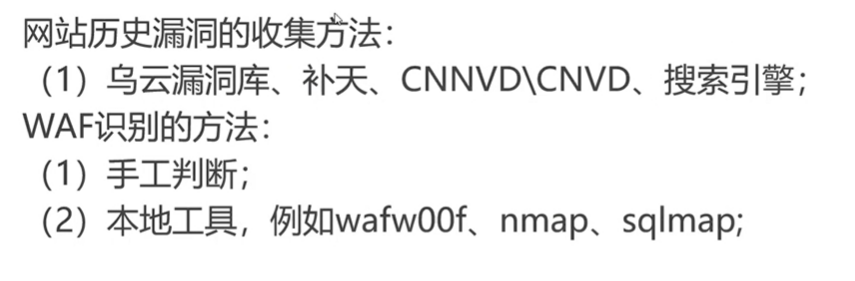 网站历史漏洞的收集方法：
（1）乌云漏洞库、补天、CNNVD\CNVD、搜索引擎；
WAF识别的方法：
（1）手工判断；
（2）本地工具，例如wafw00f、nmap、sqlmap;